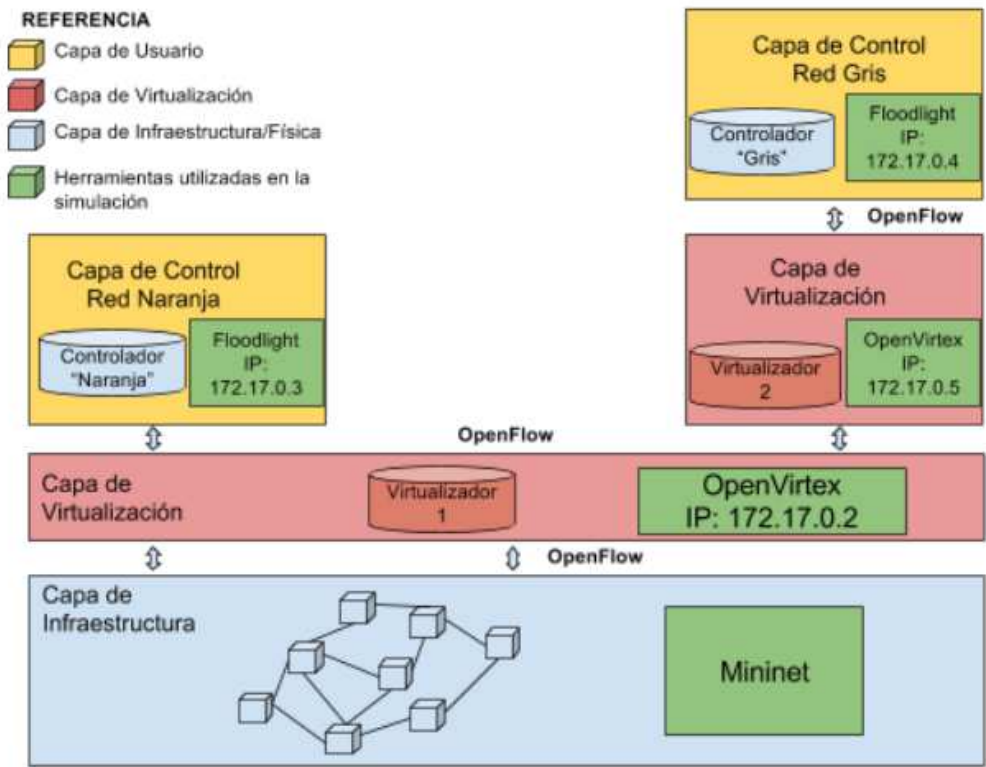 REFERENCIA
Capa de Usuario
Capa de Virtualización
Capa de Infraestructura/Física
Herramientas utilizadas en la
simulación
Capa de Control
Red Gris
Controlador
"Gris"
Floodlight
IP:
172.17.0.4
OpenFlow
Capa de Control
Red Naranja
Controlador
"Naranja"
Floodlight
IP:
172.17.0.3
Capa de
Virtualización
Virtualizador
2
OpenVirtex
IP:
172.17.0.5
OpenFlow
Capa de
Virtualización
Virtualizador
1
OpenVirtex
IP: 172.17.0.2
OpenFlow
Capa de
Infraestructura
Mininet